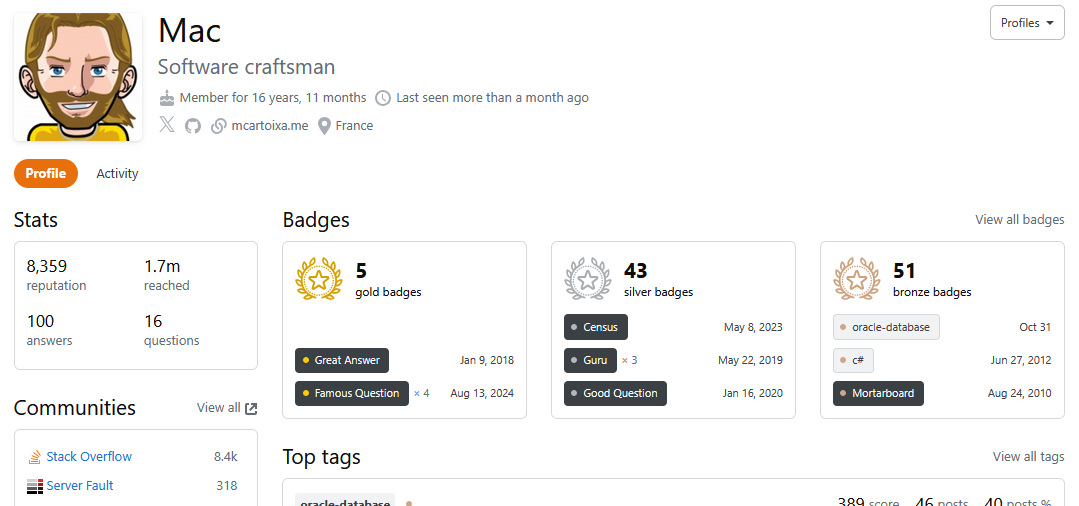 Mac
Profiles
Software craftsman
Member for 16 years, 11 months Last seen more than a month ago
mcartoixa.me France
Profile Activity
Stats
8,359 1.7m
reputation reached
100 16
answers questions
Badges View all badges
5
gold badges
Great Answer Jan 9, 2018
Famous Question × 4 Aug 13, 2024
43
silver badges
Census May 8, 2023
Guru × 3 May 22, 2019
Good Question Jan 16, 2020
51
bronze badges
oracle-database Oct 31
c# Jun 27, 2012
Mortarboard Aug 24, 2010
Communities View all
Stack Overflow 8.4k
Server Fault 318
Top tags View all tags
oracle-database 389 score 46 posts 40 posts %